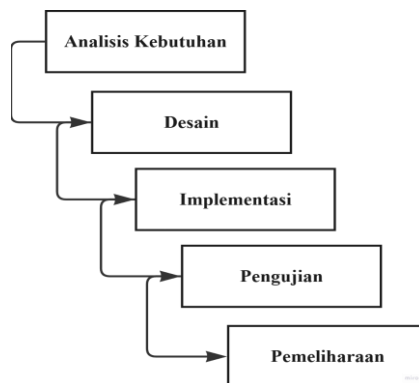 Analisis Kebutuhan
Desain
Implementasi
Pengujian
Pemeliharaan